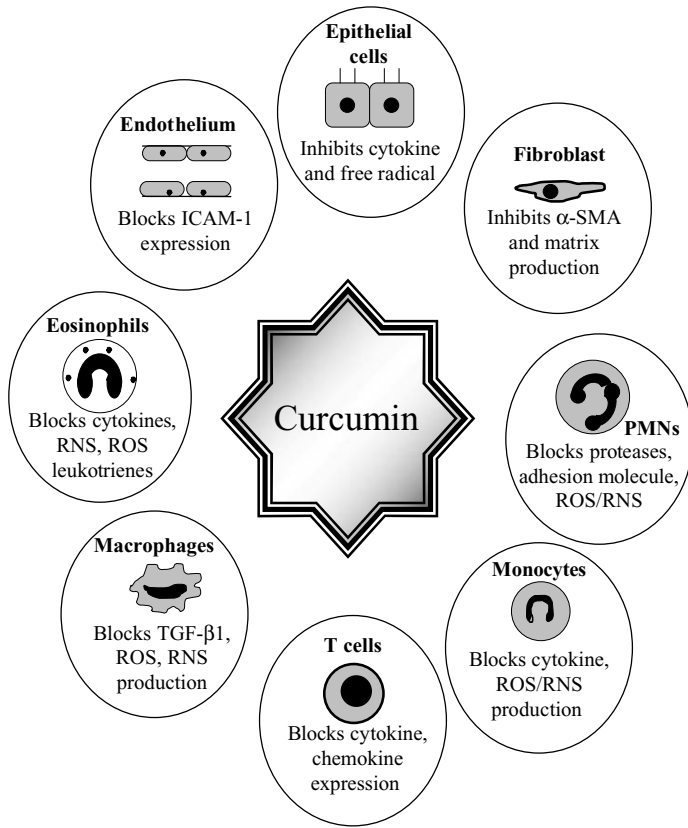 Epithelial
cells
Inhibits cytokine
and free radical
Fibroblast
Inhibits α-SMA
and matrix
production
PMNs
Blocks proteases,
adhesion molecule,
ROS/RNS
Monocytes
Blocks cytokine,
ROS/RNS
production
T cells
Blocks cytokine,
chemokine
expression
Macrophages
Blocks TGF-β1,
ROS, RNS
production
Eosinophils
Blocks cytokines,
RNS, ROS
leukotrienes
Endothelium
Blocks ICAM-1
expression
Curcumin